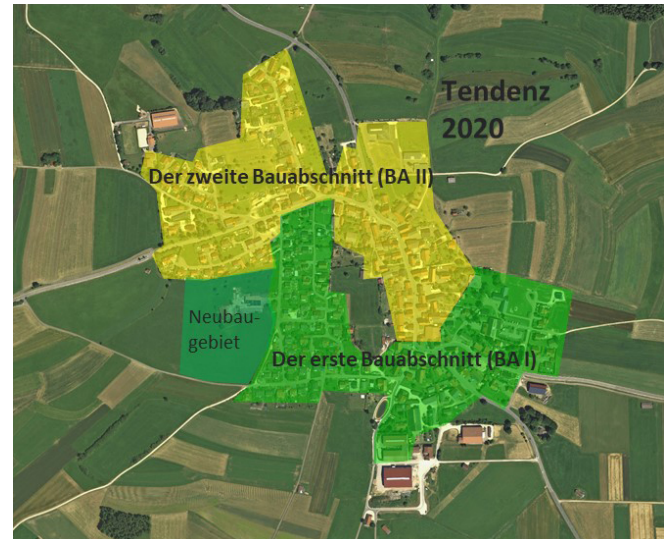 Tendenz
2020
Der zweite Bauabschnitt (BA II)
Neubau-
gebiet
Der erste Bauabschnitt (BA I)